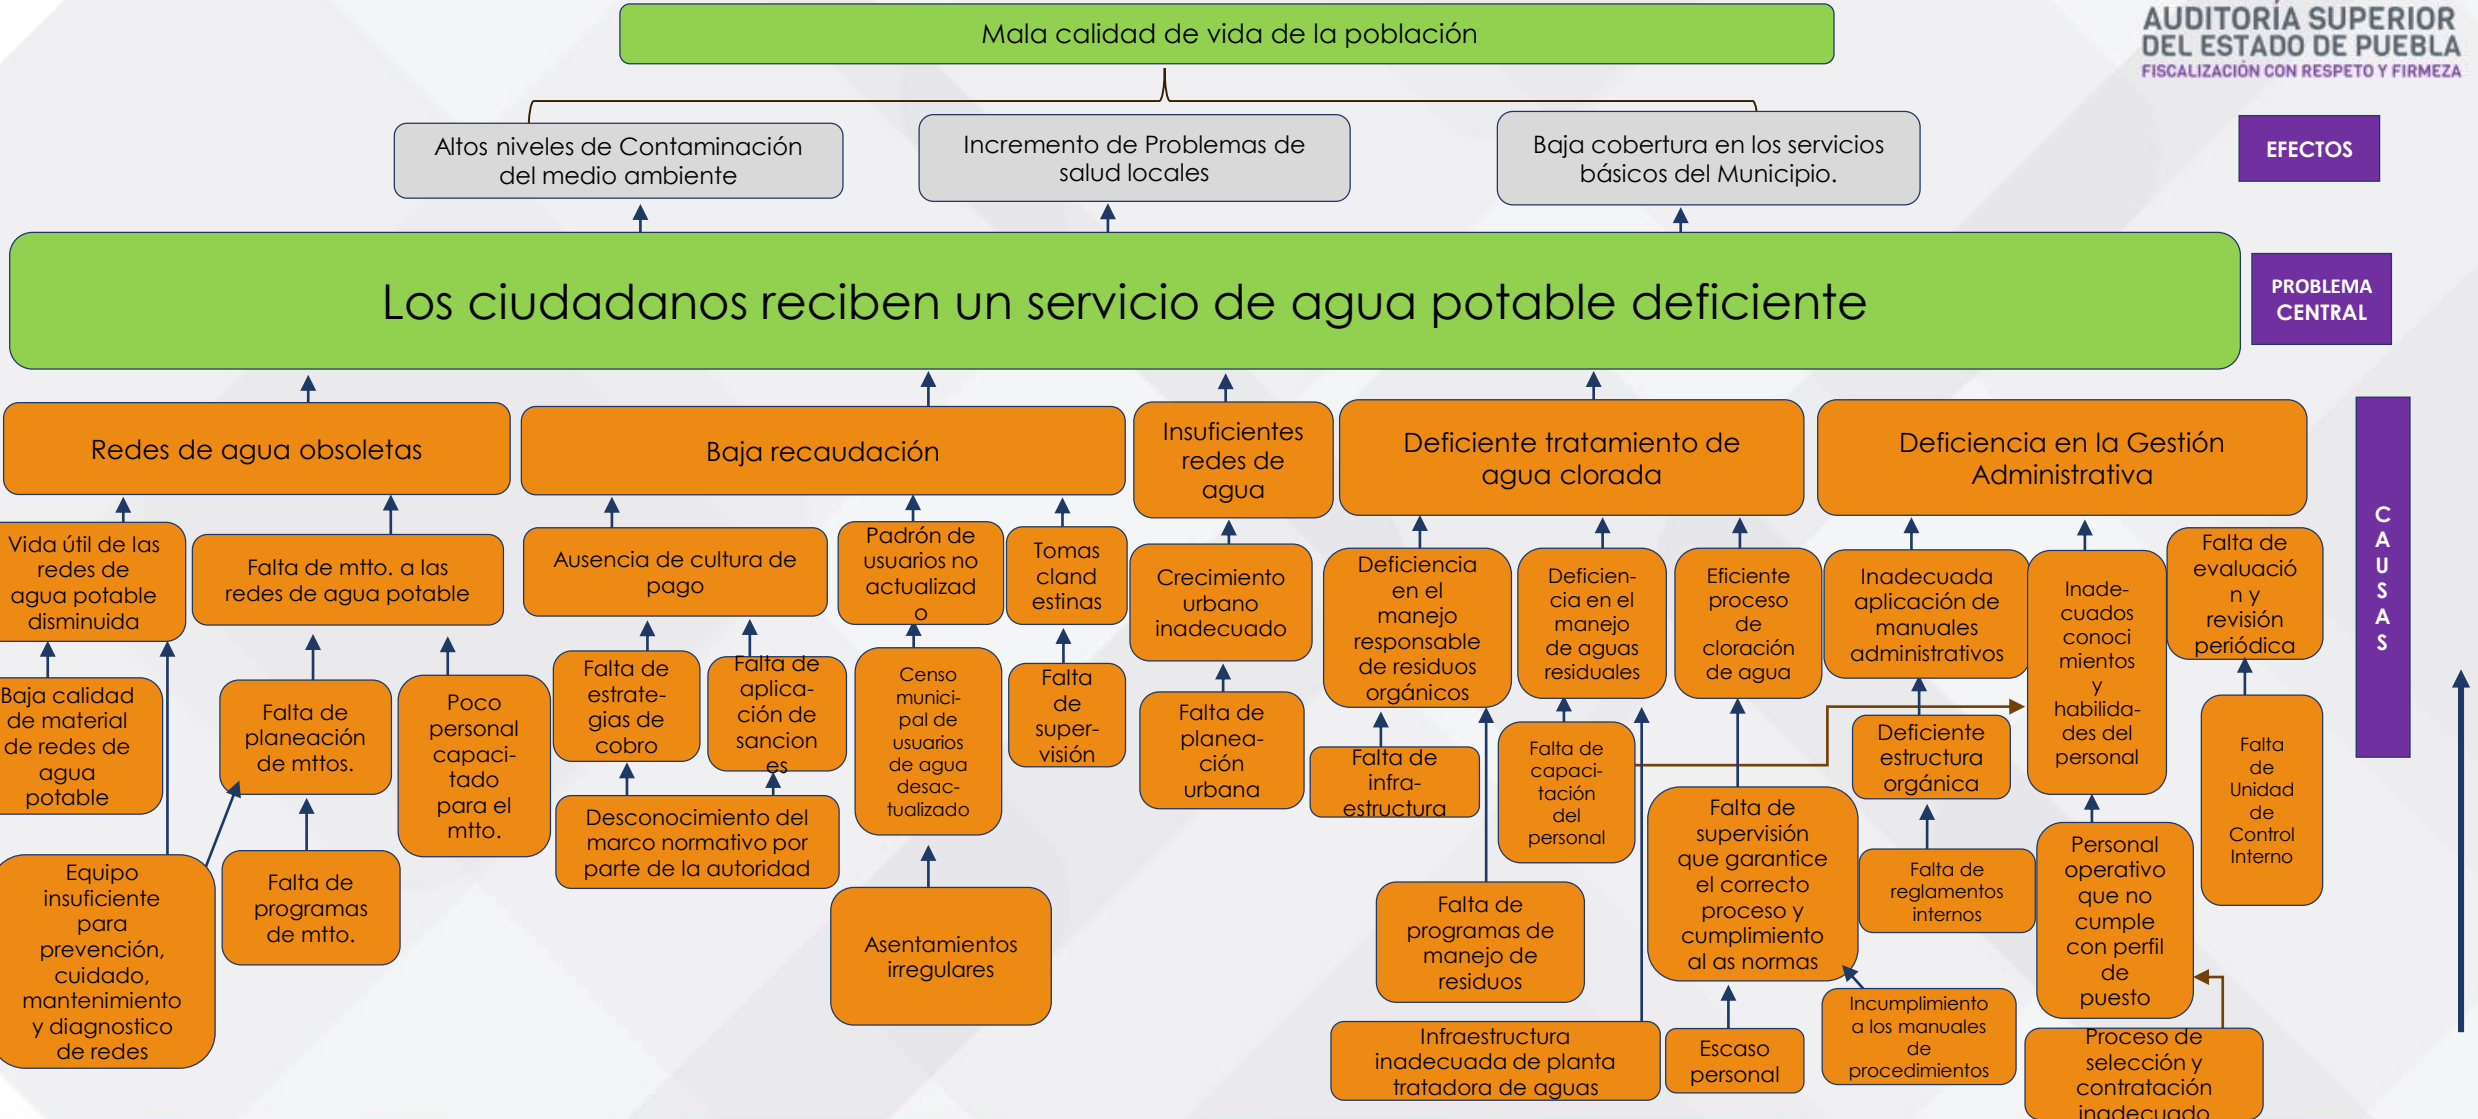 AUDITORÍA SUPERIOR
DEL ESTADO DE PUEBLA
FISCALIZACIÓN CON RESPETO Y FIRMEZA
Mala calidad de vida de la población
Altos niveles de Contaminación
del medio ambiente
Incremento de Problemas de
salud locales
Baja cobertura en los servicios
básicos del Municipio.
EFECTOS
Los ciudadanos reciben un servicio de agua potable deficiente
PROBLEMA
CENTRAL
Redes de agua obsoletas
Baja recaudación
Insuficientes
redes de
agua
Deficiente tratamiento de
agua clorada
Deficiencia en la Gestión
Administrativa
C
A
U
S
A
S
Vida útil de las
redes de
agua potable
disminuida
Falta de mtto. a las
redes de agua potable
Ausencia de cultura de
pago
Padrón de
usuarios no
actualizad
o
Tomas
cland
estinas
Crecimiento
urbano
inadecuado
Deficiencia
en el
manejo
responsable
de residuos
orgánicos
Deficien-
cia en el
manejo
de aguas
residuales
Eficiente
proceso
de
cloración
de agua
Inadecuada
aplicación de
manuales
administrativos
Inade-
cuados
conoci
mientos
y
habilida-
des del
personal
Falta de
evaluació
n y
revisión
periódica
Baja calidad
de material
de redes de
agua
potable
Falta de
planeación
de mttos.
Poco
personal
capaci-
tado
para el
mtto.
Falta de
estrate-
gias de
cobro
Falta de
aplica-
ción de
sancion
es
Censo
munici-
pal de
usuarios
de agua
desac-
tualizado
Falta
de
super-
visión
Falta de
planea-
ción
urbana
Falta de
infra-
estructura
Falta de
capaci-
tación
del
personal
Falta de
supervisión
que garantice
el correcto
proceso y
cumplimiento
al as normas
Deficiente
estructura
orgánica
Falta
de
Unidad
de
Control
Interno
Equipo
insuficiente
para
prevención,
cuidado,
mantenimiento
y diagnostico
de redes
Falta de
programas
de mtto.
Desconocimiento del
marco normativo por
parte de la autoridad
Asentamientos
irregulares
Falta de
programas de
manejo de
residuos
Falta de
reglamentos
internos
Personal
operativo
que no
cumple
con perfil
de
puesto
Infraestructura
inadecuada de planta
tratadora de aguas
Escaso
personal
Incumplimiento
a los manuales
de
procedimientos
Proceso de
selección y
contratación
inadecuado